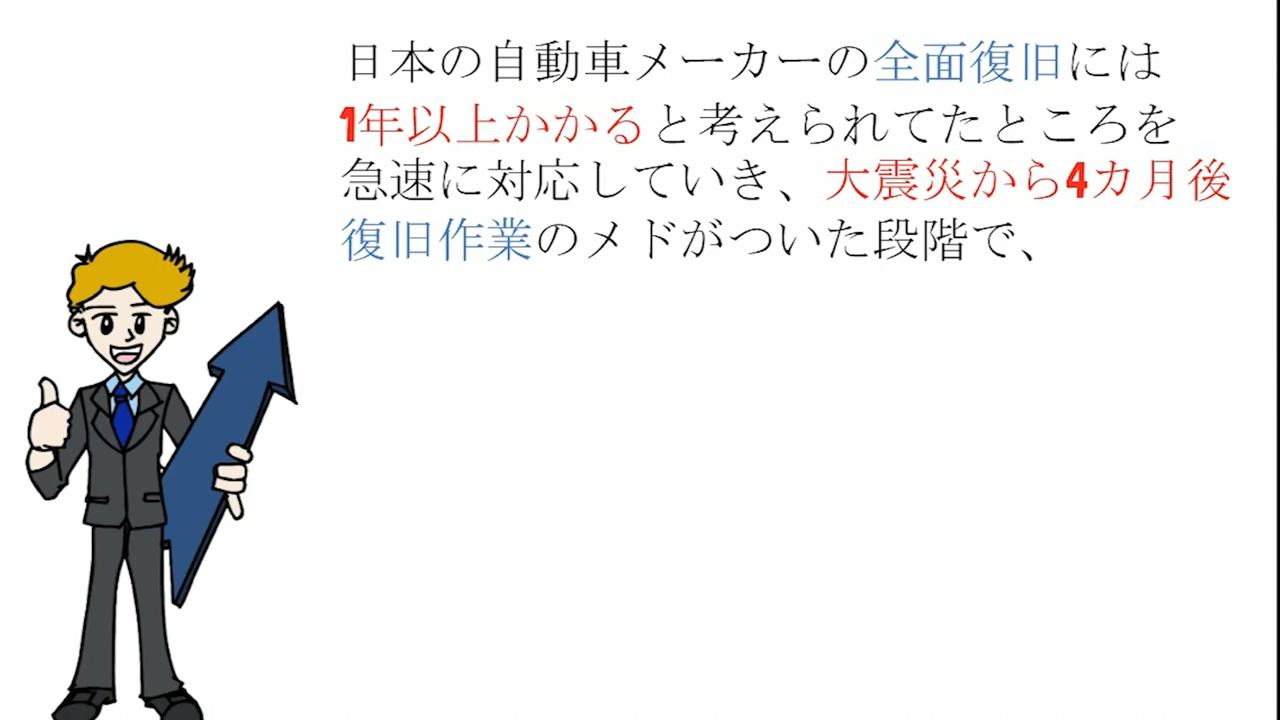 日本の自動車メーカーの全面復旧には
1年以上かかると考えられてたところを
急速に対応していき、大震災から4カ月後
復旧作業のメドがついた段階で、